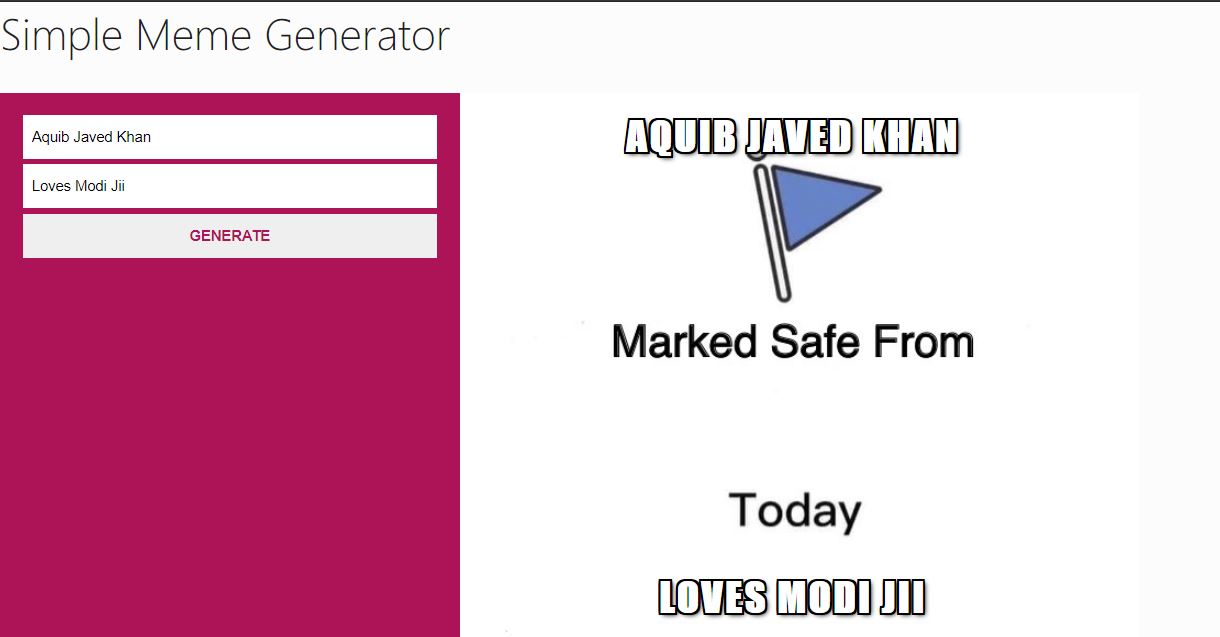 Simple Meme Generator
Aquib Javed Khan
Loves Modi Jii
GENERATE
AQUIB JAVED KHAN
Marked Safe From
Today
LOVES MODI JII